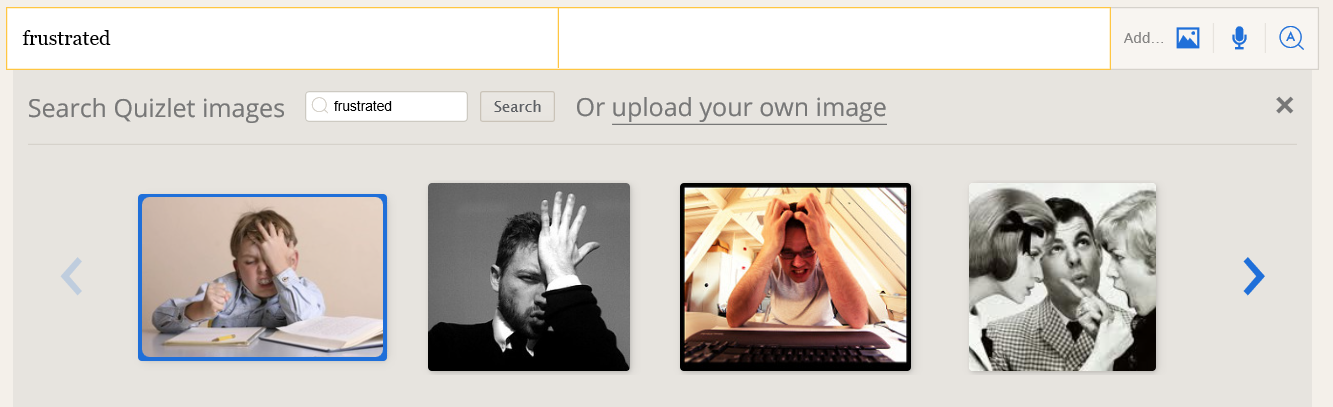 frustrated
Add...
Search Quizlet images
frustrated
Search
Or upload your own image